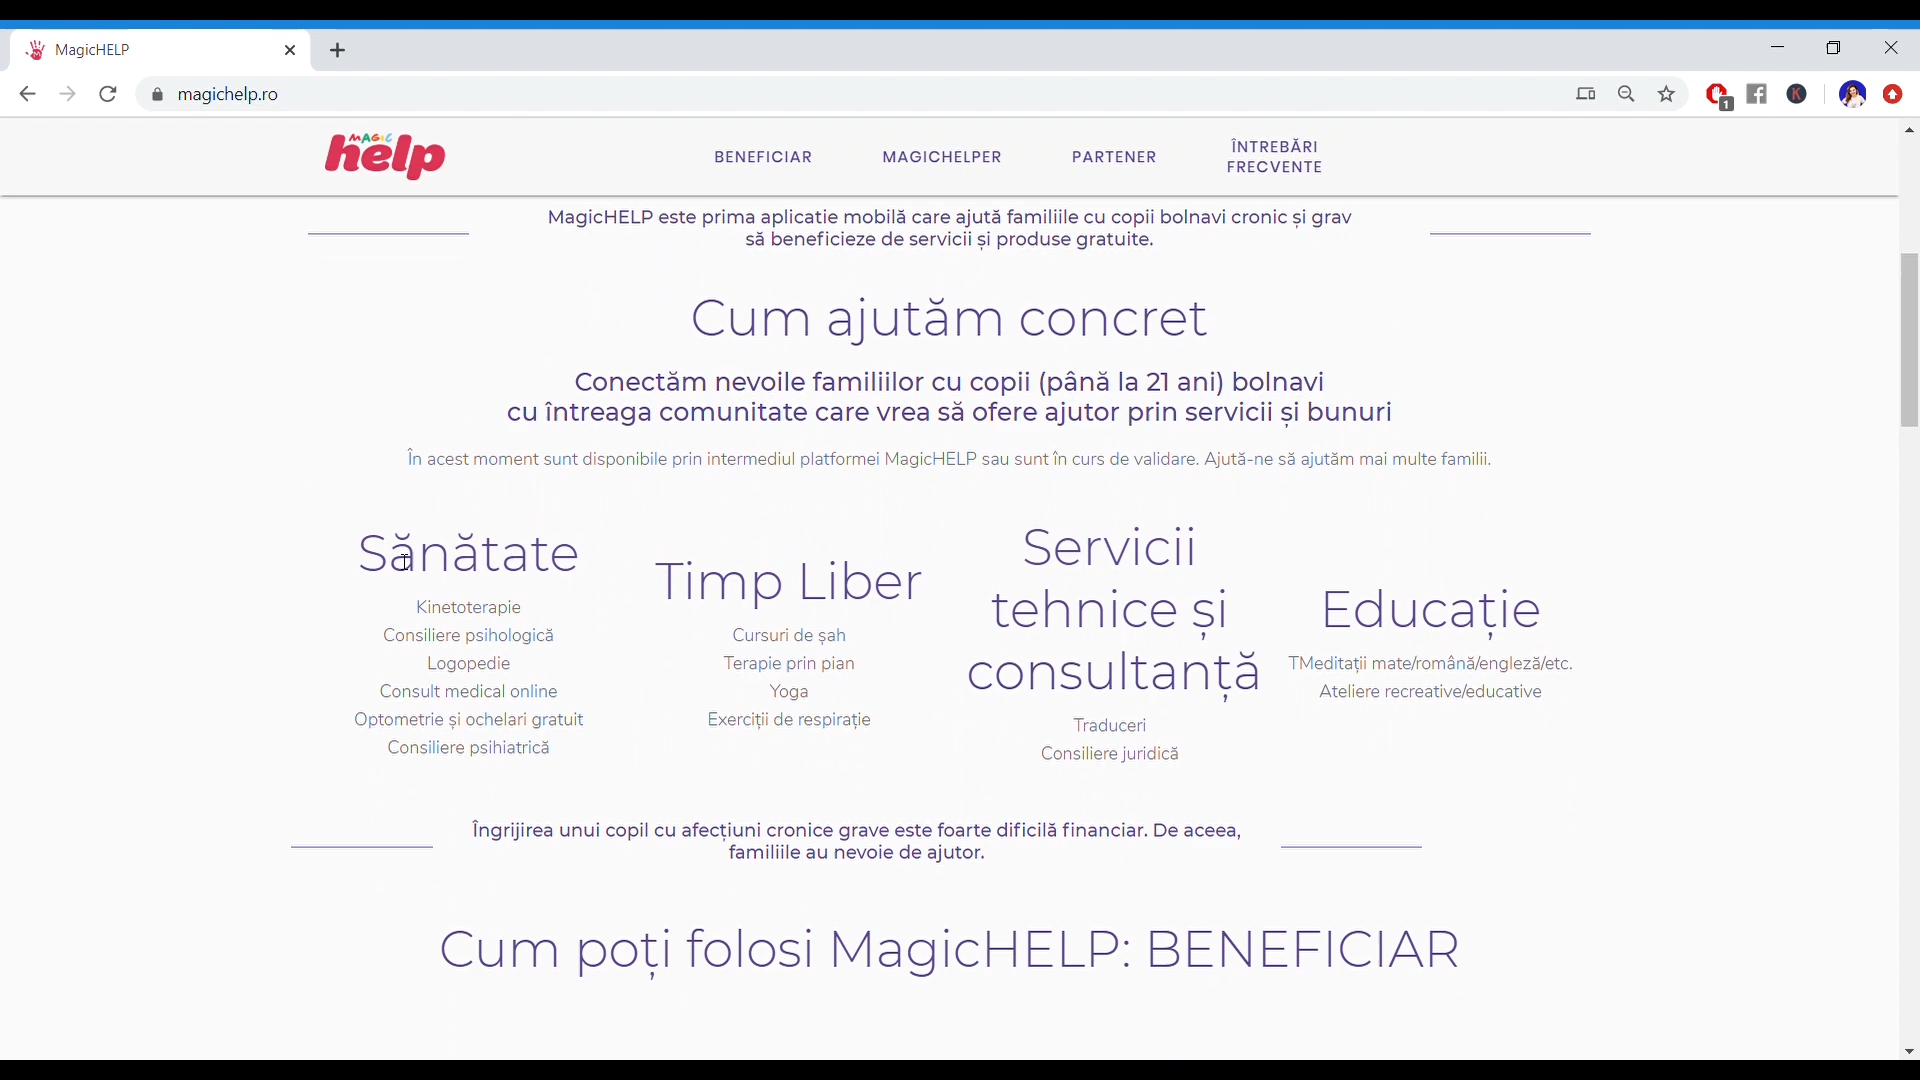 MagicHELP
magichelp.ro
1
K
MAGIC
help
BENEFICIAR
MAGICHELPER
PARTENER
ÎNTREBĂRI
FRECVENTE
MagicHELP este prima aplicatie mobilă care ajută familiile cu copii bolnavi cronic și grav
să beneficieze de servicii și produse gratuite.
Cum ajutăm concret
Conectăm nevoile familiilor cu copii (până la 21 ani) bolnavi
cu întreaga comunitate care vrea să ofere ajutor prin servicii și bunuri
În acest moment sunt disponibile prin intermediul platformei MagicHELP sau sunt în curs de validare. Ajută-ne să ajutăm mai multe familii.
Sănătate
Kinetoterapie
Consiliere psihologică
Logopedie
Consult medical online
Optometrie și ochelari gratuit
Consiliere psihiatrică
Timp Liber
Cursuri de șah
Terapie prin pian
Yoga
Exerciții de respirație
Servicii
tehnice și
consultanță
Traduceri
Consiliere juridică
Educație
TMeditații mate/română/engleză/etc.
Ateliere recreative/educative
Îngrijirea unui copil cu afecțiuni cronice grave este foarte dificilă financiar. De aceea,
familiile au nevoie de ajutor.
Cum poți folosi MagicHELP: BENEFICIAR